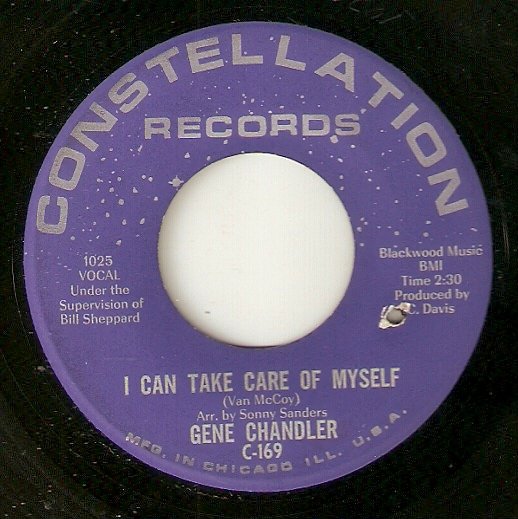 CONSTELLATION
RECORDS
1025
VOCAL
Under the
Supervision of
Bill Sheppard
Blackwood Music
BMI
Time 2:30
Produced by
C. Davis
I CAN TAKE CARE OF MYSELF
(Van McCoy)
Arr. by Sonny Sanders
GENE CHANDLER
C-169
MFG. IN CHICAGO ILL. U.S.A.